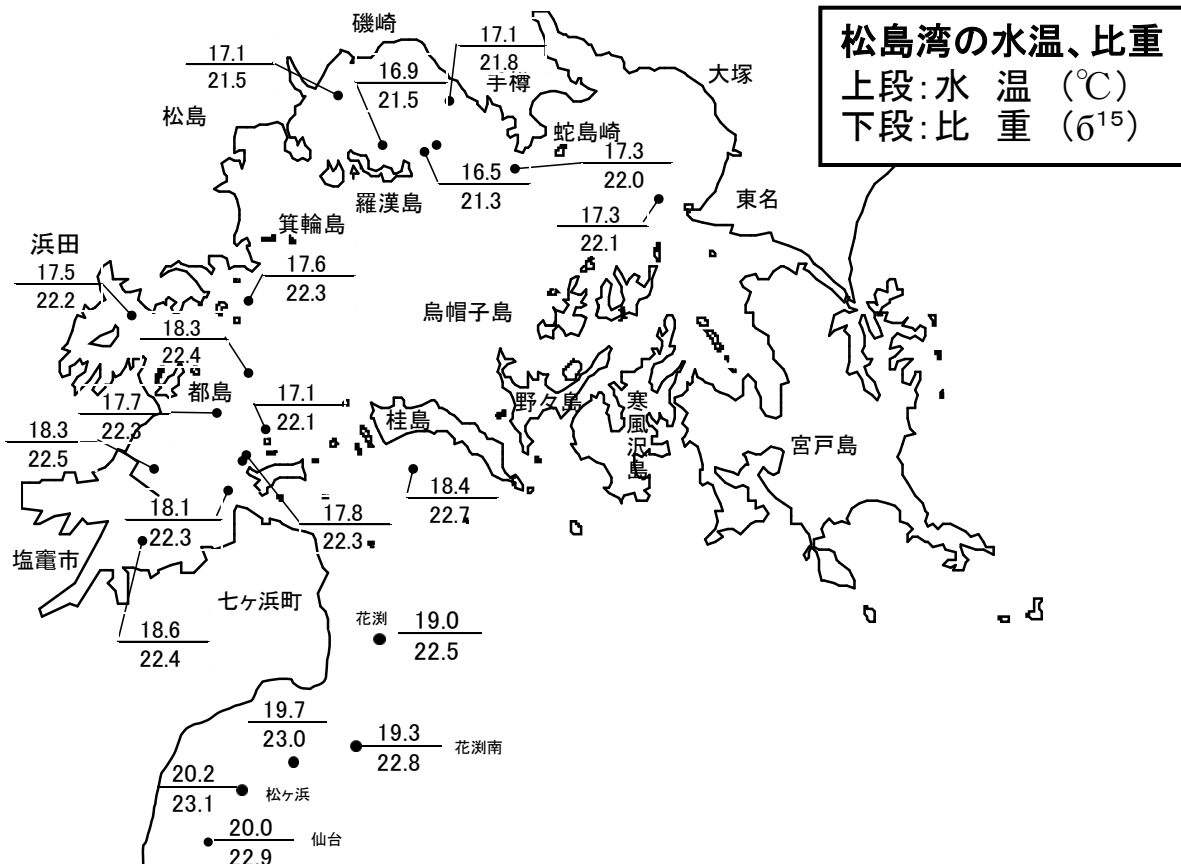 松島湾の水温、比重
上段:水 温 (℃)
下段:比 重 (б¹⁵)
磯崎
17.1
21.5
16.9
21.5
17.1
21.8
手樽
大塚
松島
蛇島崎
17.3
22.0
16.5
21.3
羅漢島
17.3
22.1
東名
箕輪島
浜田
17.5
22.2
17.6
22.3
烏帽子島
18.3
22.4
都島
17.7
22.3
17.1
22.1
桂島
野々島
寒風沢島
宮戸島
18.3
22.5
18.4
22.7
18.1
22.3
17.8
22.3
塩竈市
七ヶ浜町
18.6
22.4
花渕
19.0
22.5
19.7
23.0
19.3
22.8
花渕南
20.2
23.1
松ヶ浜
20.0
22.9
仙台